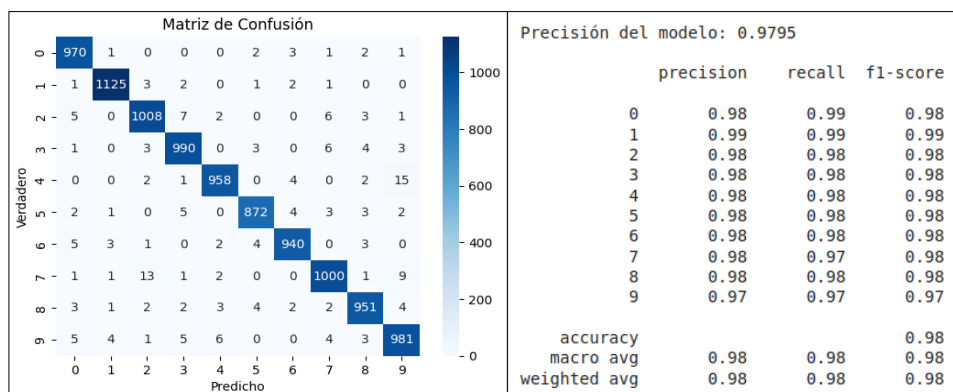 Matriz de Confusión
0 970 1 0 0 0 2 3 1 2 1
1 1 1125 3 2 0 1 2 1 0 0
2 5 0 1008 7 2 0 0 6 3 1
3 1 0 3 990 0 3 0 6 4 3
4 0 0 2 1 958 0 4 0 2 15
5 2 1 0 5 0 872 4 3 3 2
6 5 3 1 0 2 4 940 0 3 0
7 1 1 13 1 2 0 0 1000 1 9
8 3 1 2 2 3 4 2 2 951 4
9 5 4 1 5 6 0 0 4 3 981
0 1 2 3 4 5 6 7 8 9
Verdadero
Predicho
1000
800
600
400
200
0
Precisión del modelo: 0.9795
precision recall f1-score
0 0.98 0.99 0.98
1 0.99 0.99 0.99
2 0.98 0.98 0.98
3 0.98 0.98 0.98
4 0.98 0.98 0.98
5 0.98 0.98 0.98
6 0.98 0.98 0.98
7 0.98 0.97 0.98
8 0.98 0.98 0.98
9 0.97 0.97 0.97
accuracy 0.98
macro avg 0.98 0.98 0.98
weighted avg 0.98 0.98 0.98